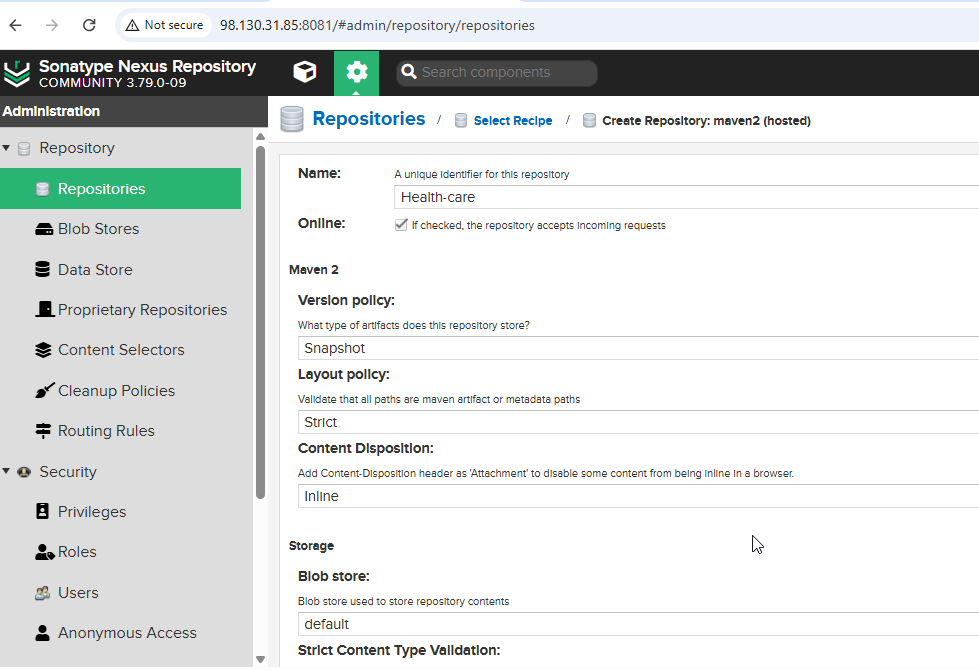 Not secure 98.130.31.85:8081/#admin/repository/repositories
Sonatype Nexus Repository
COMMUNITY 3.79.0-09
Search components
Administration
Repository
Repositories
Blob Stores
Data Store
Proprietary Repositories
Content Selectors
Cleanup Policies
Routing Rules
Security
Privileges
Roles
Users
Anonymous Access
Repositories / Select Recipe / Create Repository: maven2 (hosted)
Name: A unique identifier for this repository
Health-care
Online: If checked, the repository accepts incoming requests
Maven 2
Version policy:
What type of artifacts does this repository store?
Snapshot
Layout policy:
Validate that all paths are maven artifact or metadata paths
Strict
Content Disposition:
Add Content-Disposition header as 'Attachment' to disable some content from being inline in a browser.
Inline
Storage
Blob store:
Blob store used to store repository contents
default
Strict Content Type Validation: